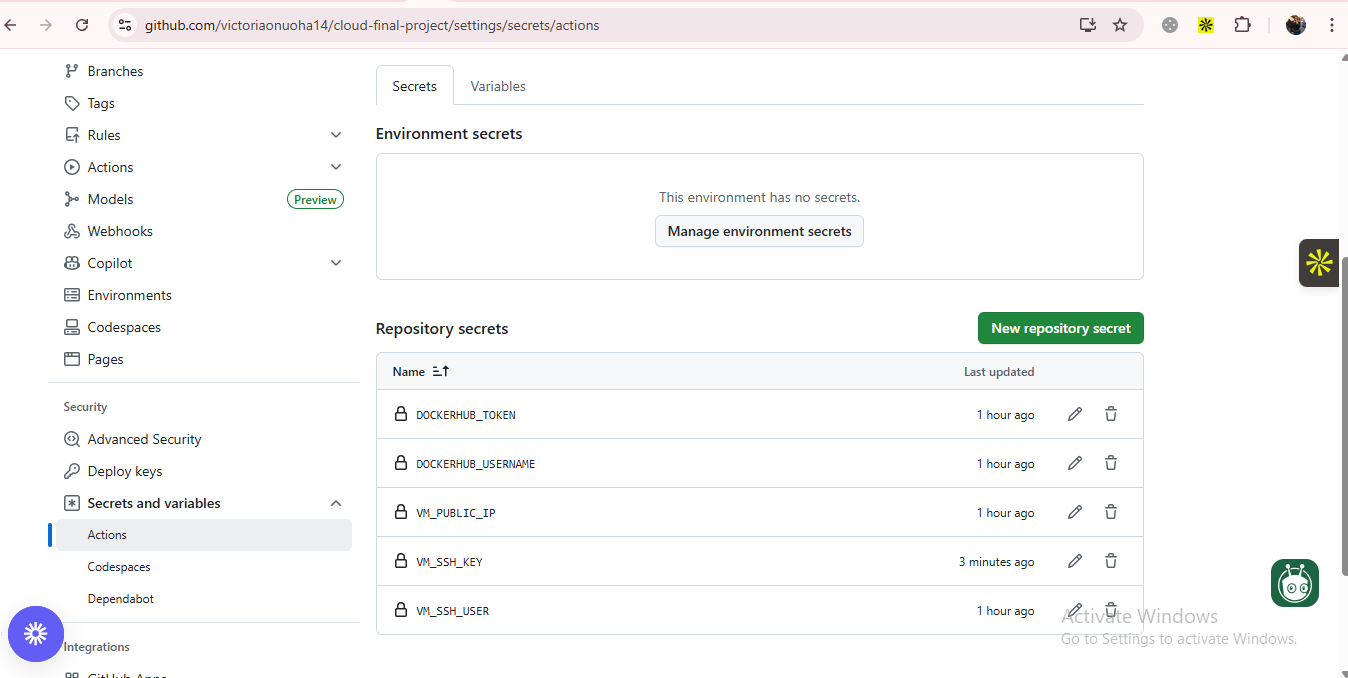 github.com/victoriaonuoha14/cloud-final-project/settings/secrets/actions
Branches
Tags
Rules
Actions
Models
Preview
Webhooks
Copilot
Environments
Codespaces
Pages
Security
Advanced Security
Deploy keys
Secrets and variables
Actions
Codespaces
Dependabot
Integrations
GitHub Apps
Secrets Variables
Environment secrets
This environment has no secrets.
Manage environment secrets
Repository secrets
New repository secret
Name Last updated
DOCKERHUB_TOKEN 1 hour ago
DOCKERHUB_USERNAME 1 hour ago
VM_PUBLIC_IP 1 hour ago
VM_SSH_KEY 3 minutes ago
VM_SSH_USER 1 hour ago
Activate Windows
Go to Settings to activate Windows.